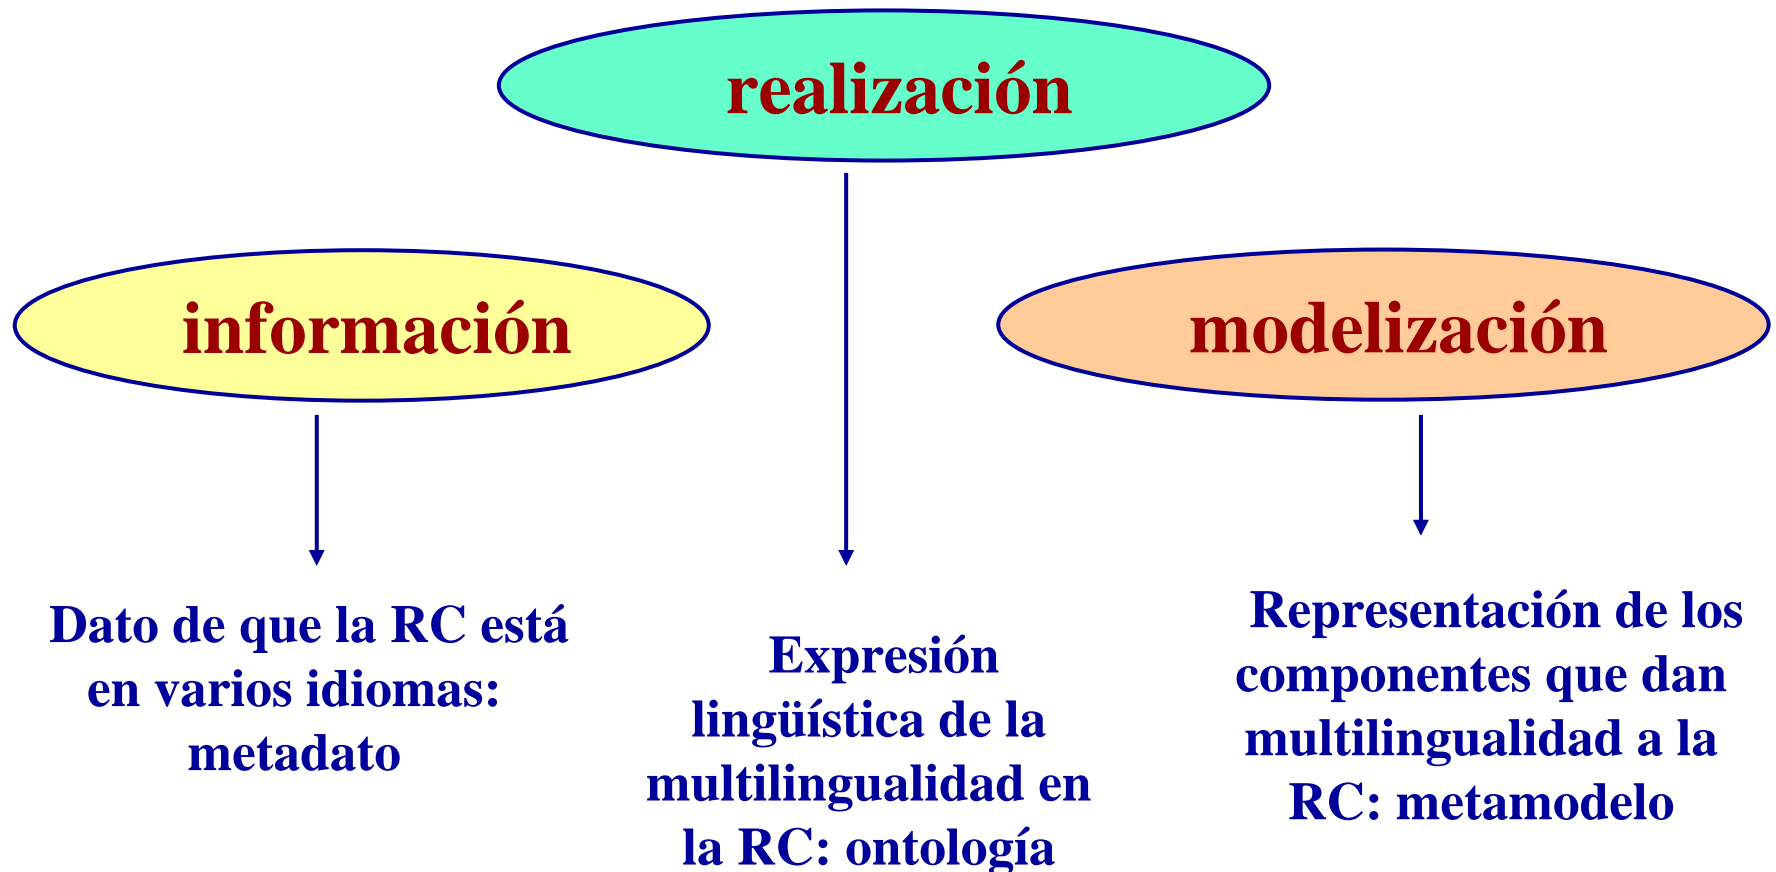 realización
información
modelización
Dato de que la RC está
en varios idiomas:
metadato
Expresión
lingüística de la
multilingualidad en
la RC: ontología
Representación de los
componentes que dan
multilingualidad a la
RC: metamodelo